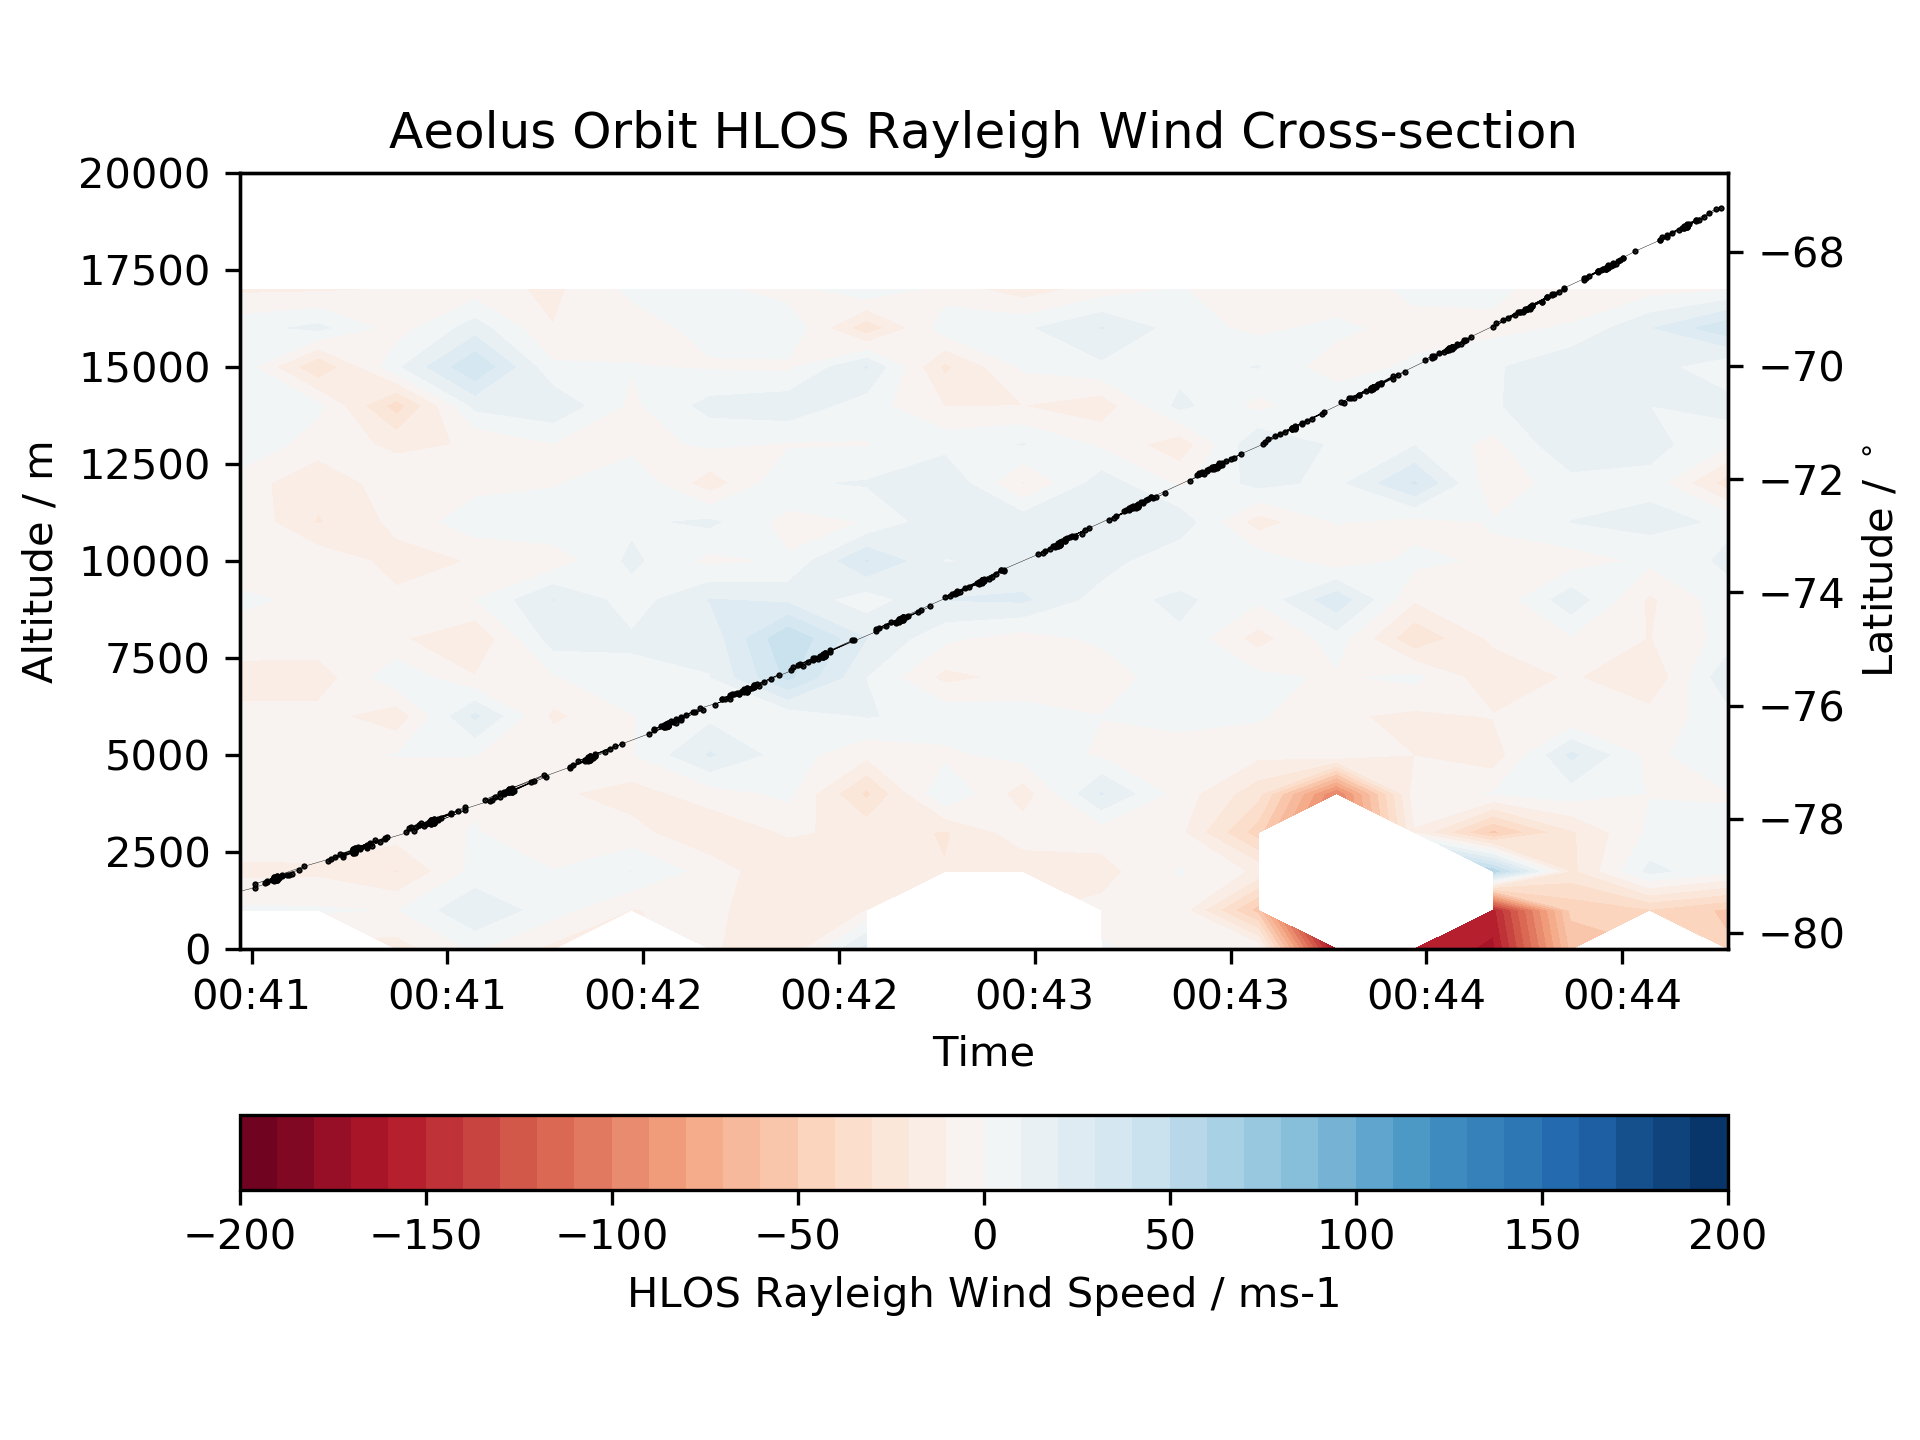 Aeolus Orbit HLOS Rayleigh Wind Cross-section
20000
17500
15000
12500
10000
7500
5000
2500
0
Altitude / m
−68
−70
−72
−74
−76
−78
−80
Latitude / °
00:41 00:41 00:42 00:42 00:43 00:43 00:44 00:44
Time
−200 −150 −100 −50 0 50 100 150 200
HLOS Rayleigh Wind Speed / ms-1